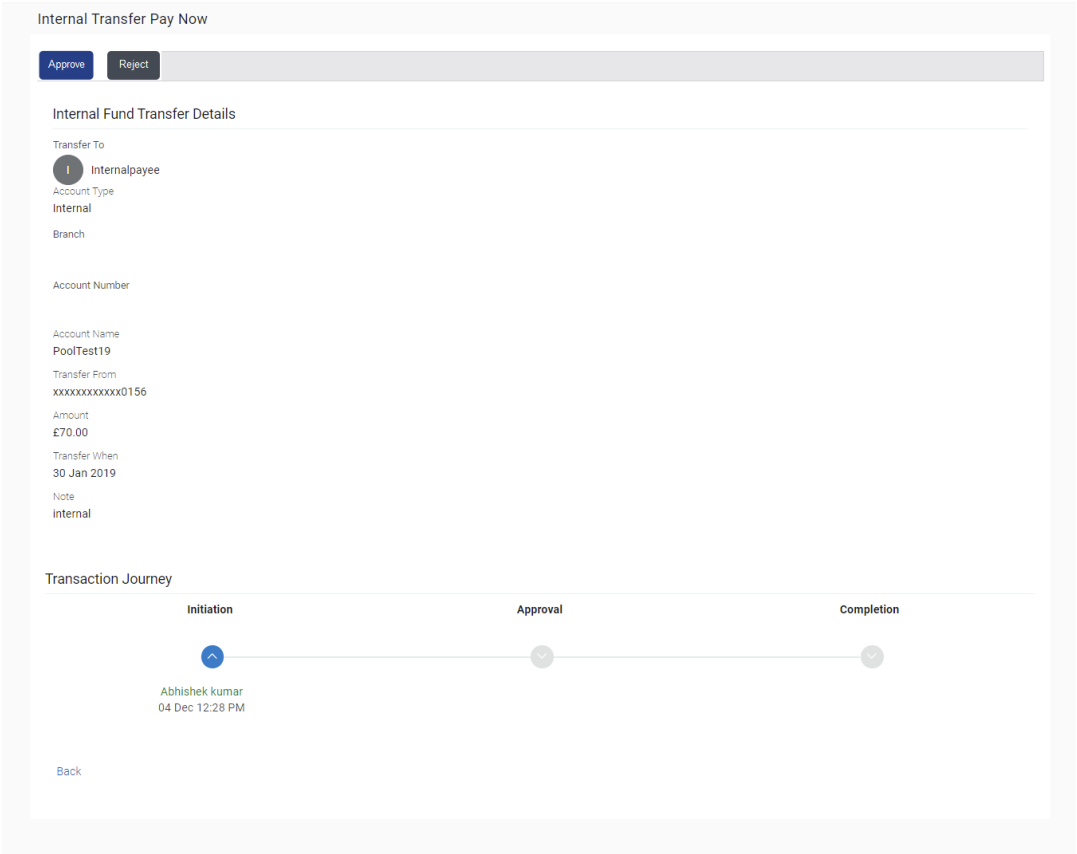 Internal Transfer Pay Now
Approve
Reject
Internal Fund Transfer Details
Transfer To
I
Internalpayee
Account Type
Internal
Branch
Account Number
Account Name
PoolTest19
Transfer From
xxxxxxxxxxxx0156
Amount
£70.00
Transfer When
30 Jan 2019
Note
internal
Transaction Journey
Initiation
Approval
Completion
Abhishek kumar
04 Dec 12:28 PM
Back